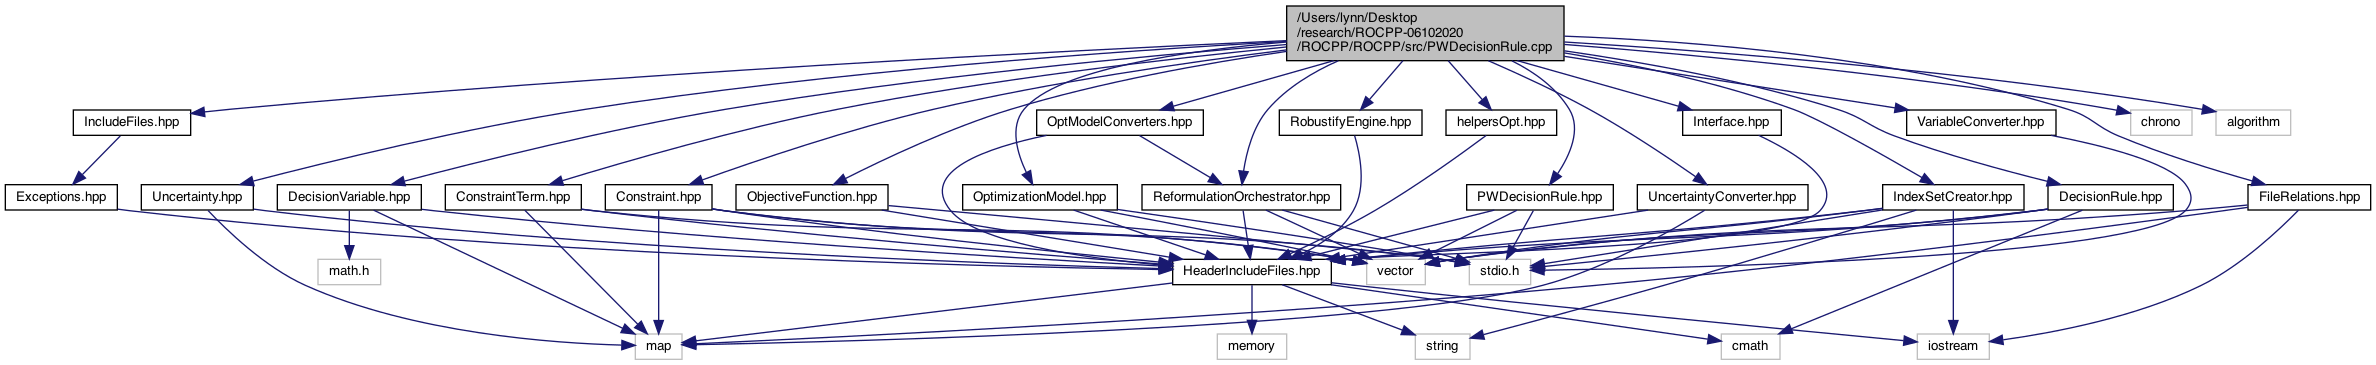 /Users/lynn/Desktop
/research/ROCPP-06102020
/ROCPP/ROCPP/src/PWDecisionRule.cpp
IncludeFiles.hpp
OptModelConverters.hpp
RobustifyEngine.hpp
helpersOpt.hpp
Interface.hpp
VariableConverter.hpp
chrono
algorithm
Exceptions.hpp
Uncertainty.hpp
DecisionVariable.hpp
ConstraintTerm.hpp
Constraint.hpp
ObjectiveFunction.hpp
OptimizationModel.hpp
ReformulationOrchestrator.hpp
PWDecisionRule.hpp
UncertaintyConverter.hpp
IndexSetCreator.hpp
DecisionRule.hpp
FileRelations.hpp
math.h
HeaderIncludeFiles.hpp
vector
stdio.h
map
memory
string
cmath
iostream